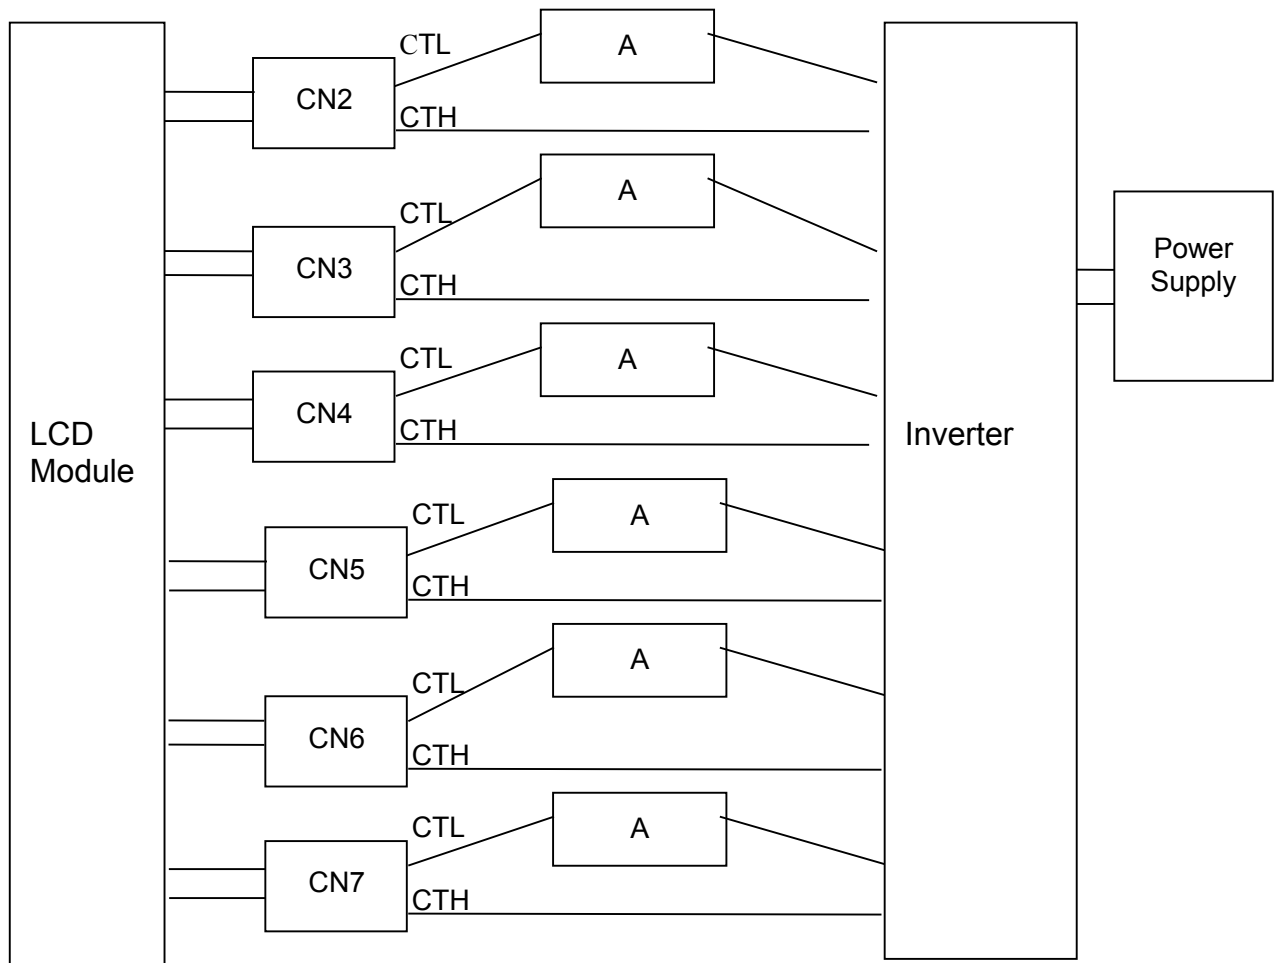 CTL
A
CN2
CTH
A
CTL
CN3
CTH
Power
Supply
CTL
A
CN4
CTH
LCD
Module
Inverter
CTL
A
CN5
CTH
A
CTL
CN6
CTH
CTL
A
CN7
CTH